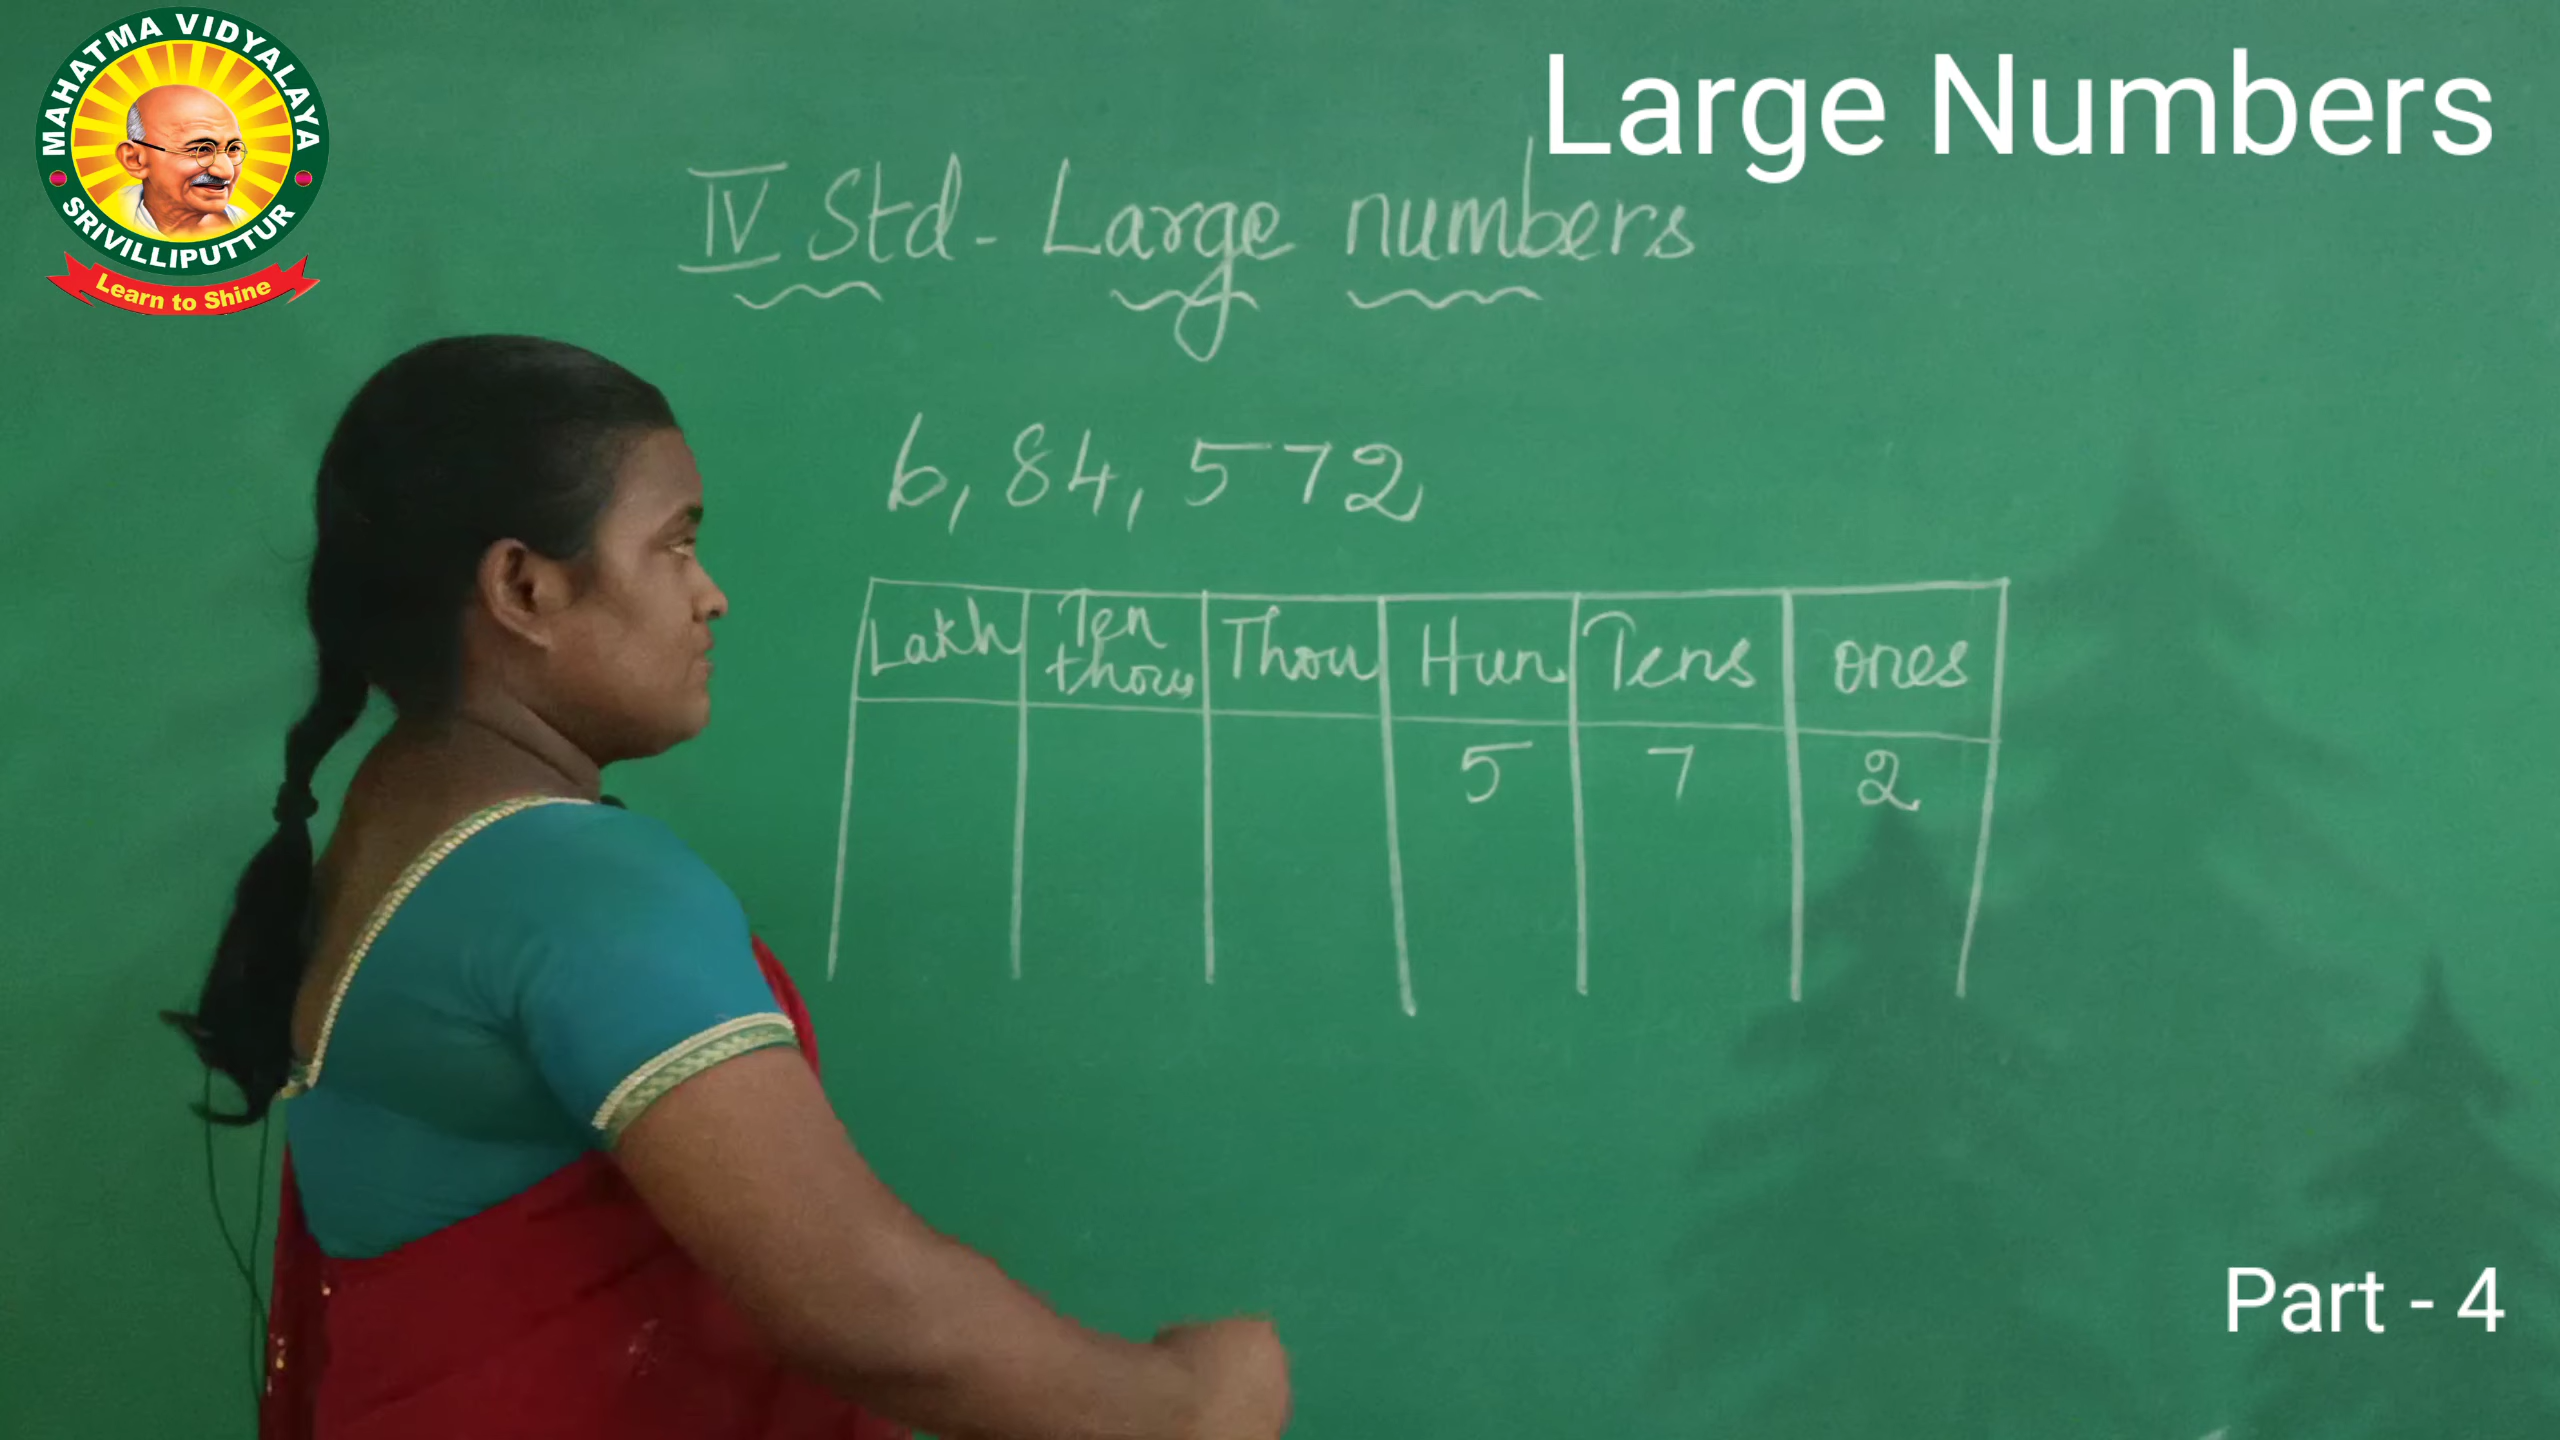 MAHATMA VIDYALAYA
SRIVILLIPUTTUR
Learn to Shine
Large Numbers
IV Std - Large numbers
6,84,572
Lakh Ten thou Thou Hun Tens ones
5 7 2
Part - 4